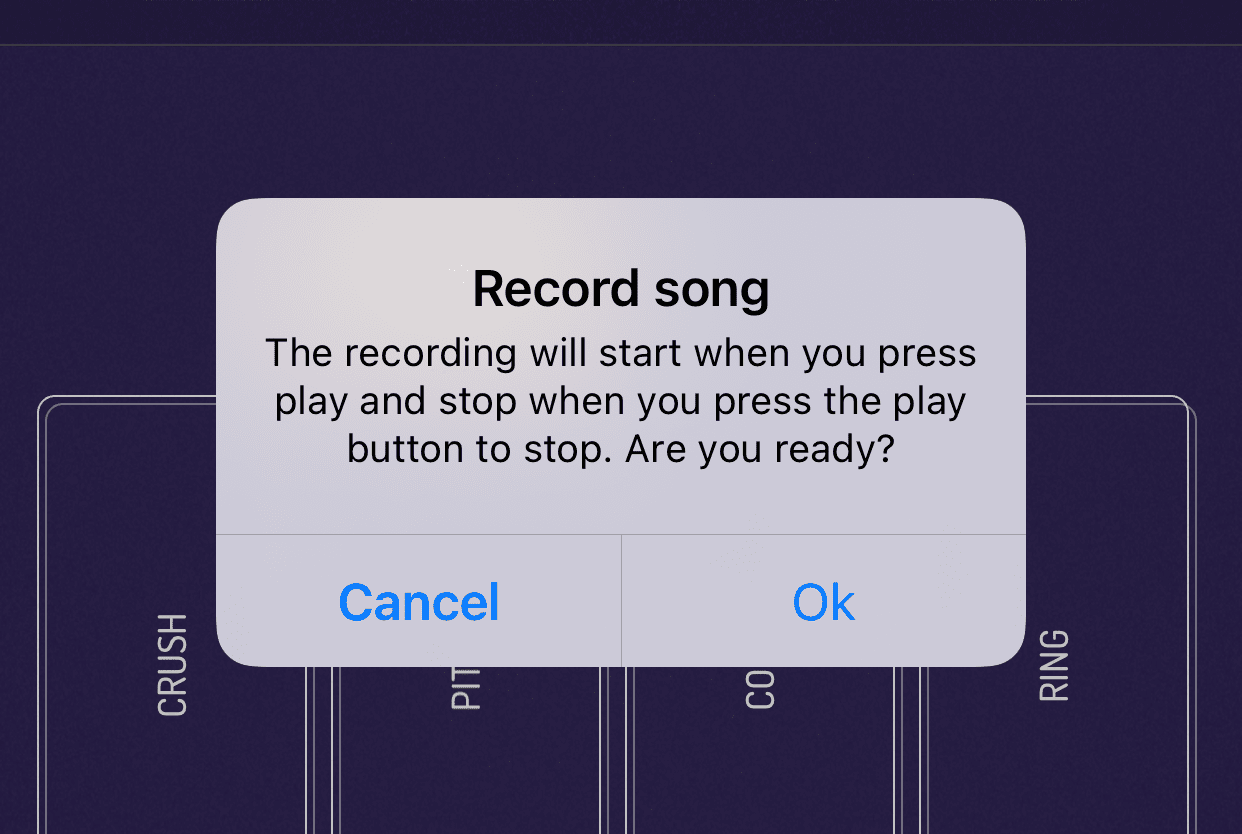 Record song
The recording will start when you press
play and stop when you press the play
button to stop. Are you ready?
Cancel
Ok
CRUSH
PIT
CO
RING